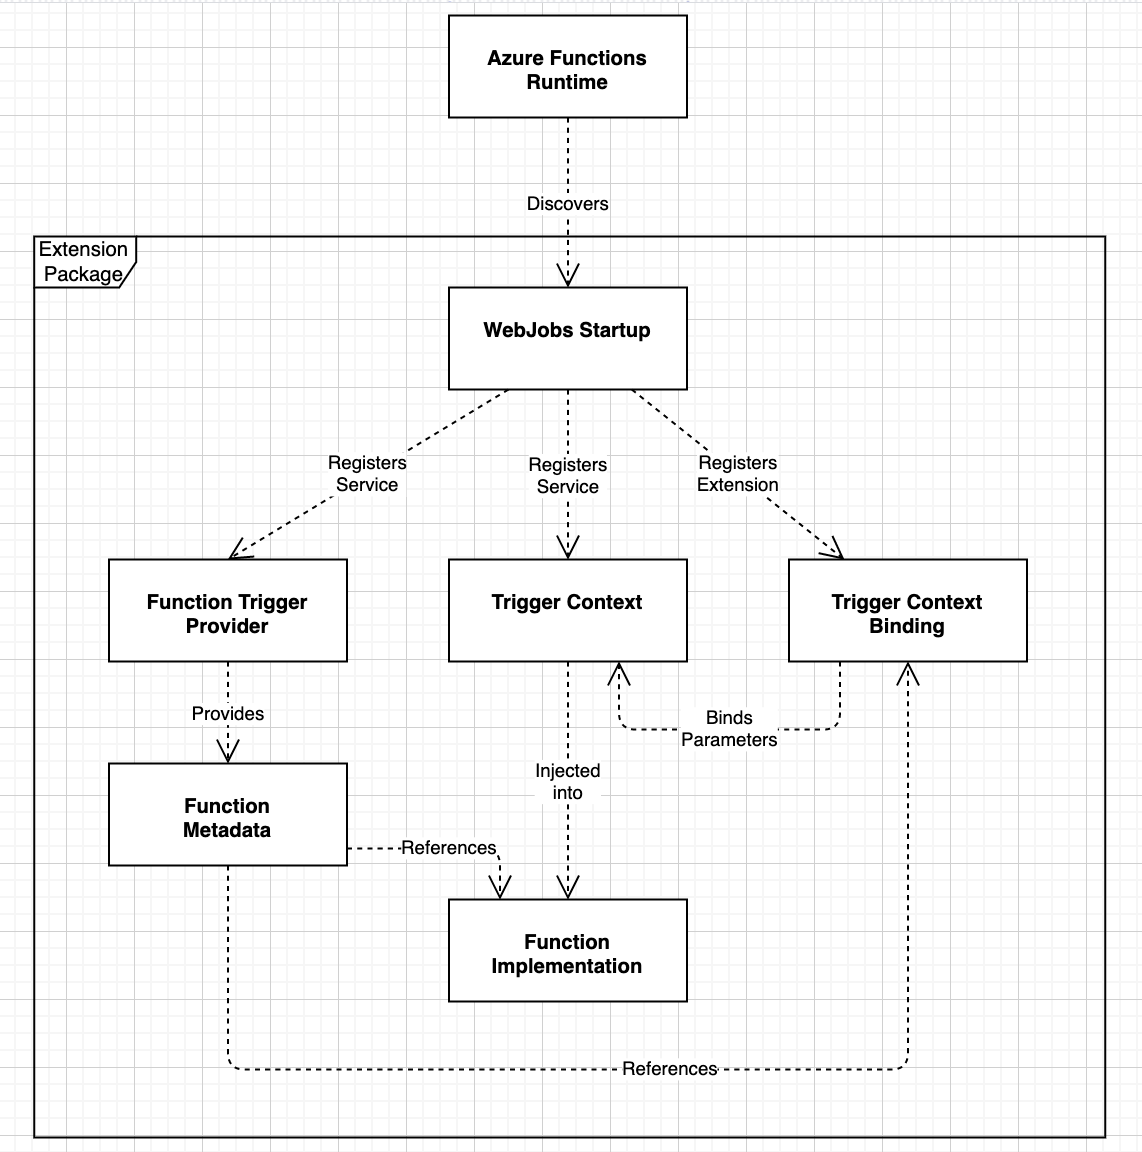 Azure Functions
Runtime
Discovers
Extension
Package
WebJobs Startup
Registers
Service
Registers
Service
Registers
Extension
Function Trigger
Provider
Trigger Context
Trigger Context
Binding
Provides
Binds
Parameters
Injected
into
Function
Metadata
References
Function
Implementation
References